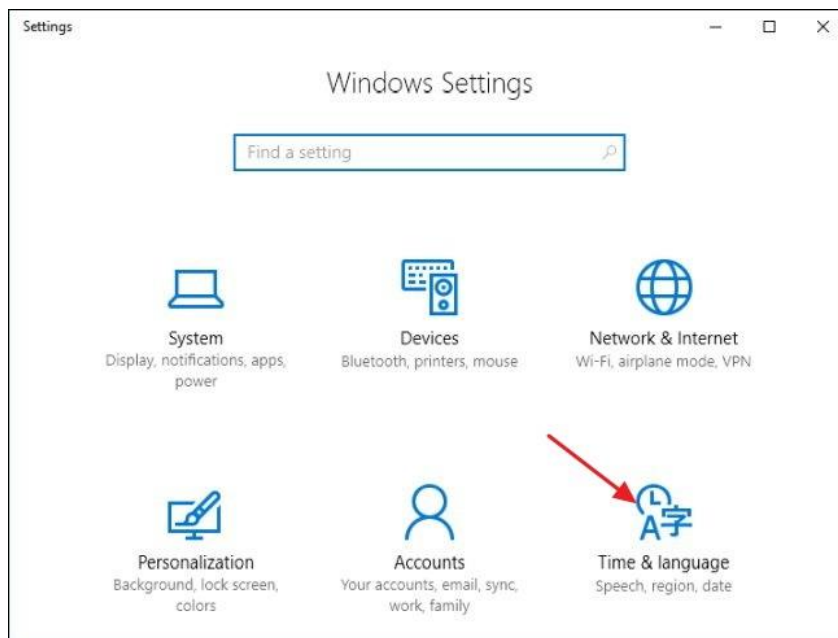 Settings
Windows Settings
Find a setting
System
Display, notifications, apps,
power
Devices
Bluetooth, printers, mouse
Network & Internet
Wi-Fi, airplane mode, VPN
A字
Personalization
Background, lock screen,
colors
Accounts
Your accounts, email, sync,
work, family
Time & language
Speech, region, date